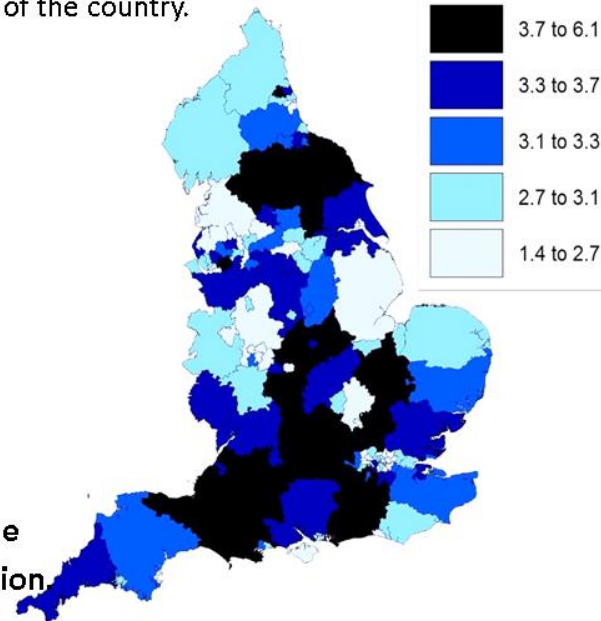 of the country.
3.7 to 6.1
3.3 to 3.7
3.1 to 3.3
2.7 to 3.1
1.4 to 2.7
e
ion.